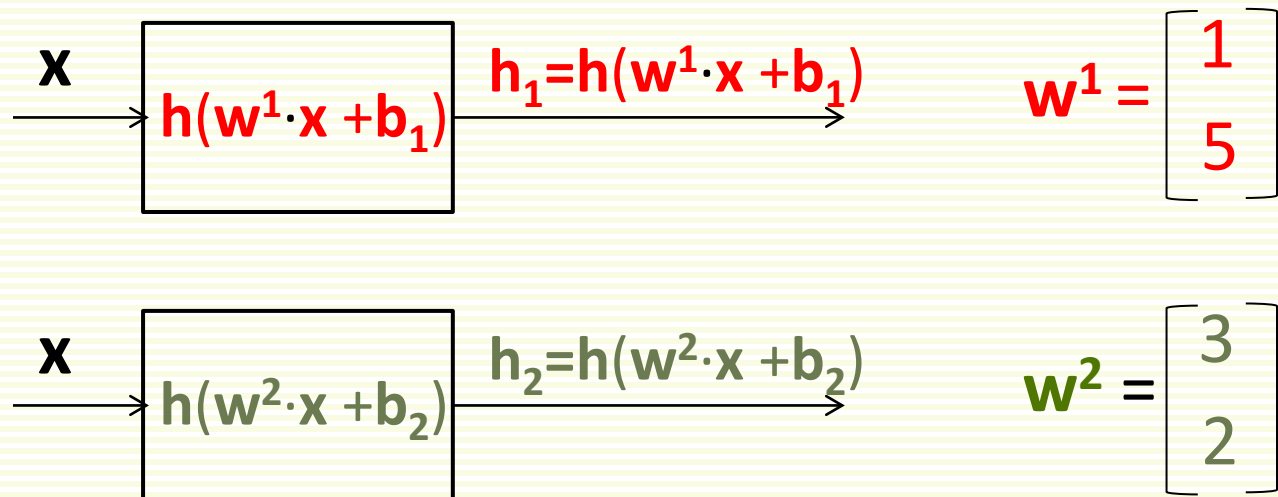 x
h(w¹·x +b₁)
h₁=h(w¹·x +b₁)
w¹ =
1
5
x
h(w²·x +b₂)
h₂=h(w²·x +b₂)
w² =
3
2